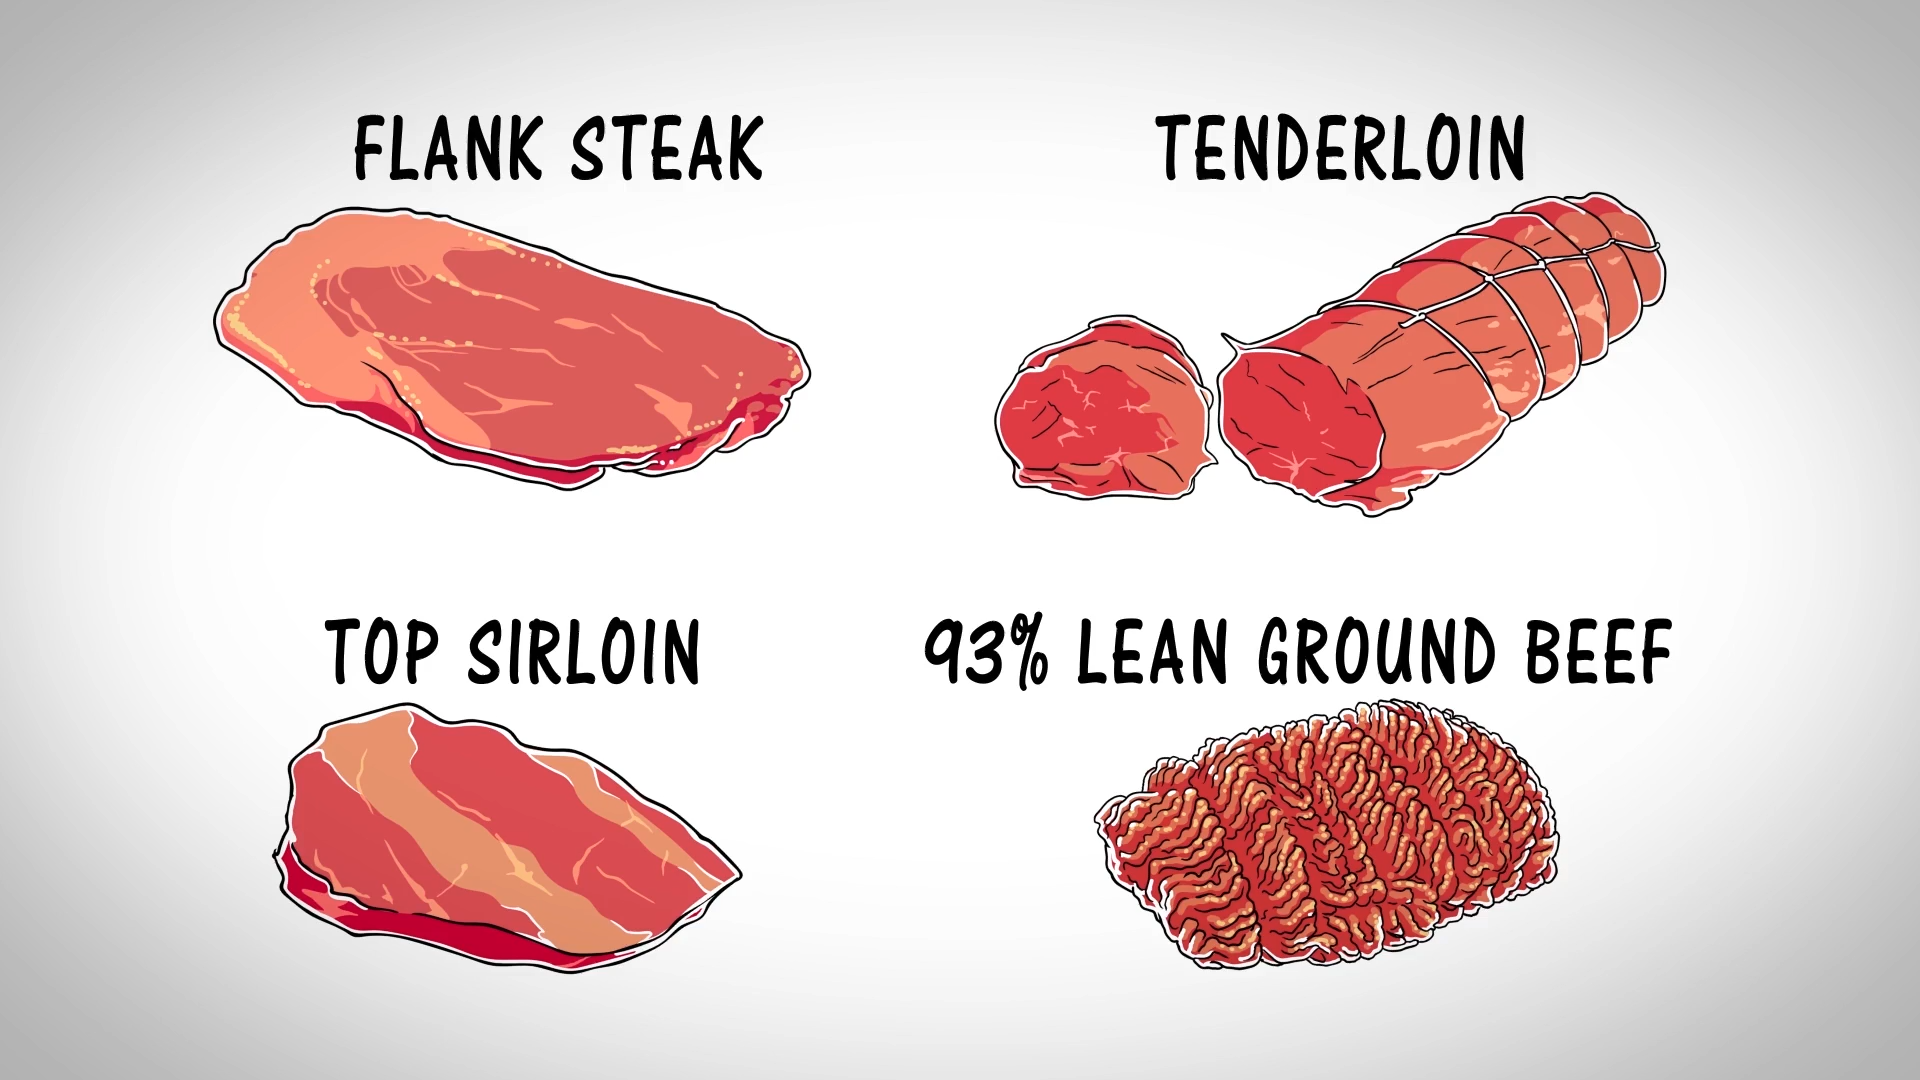 FLANK STEAK
TENDERLOIN
TOP SIRLOIN
93% LEAN GROUND BEEF